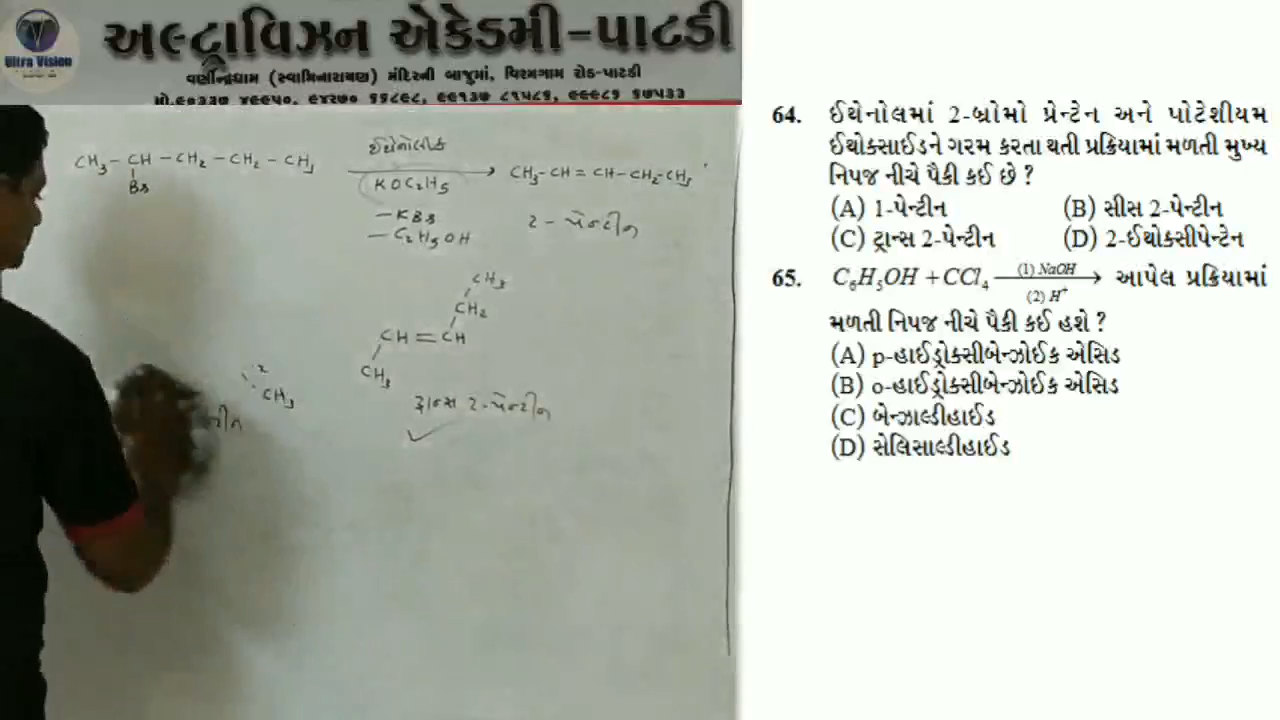 Ultra Vision
અલ્ટ્રાવિઝન એકેડમી-પાટડી
વર્ણીન્દ્રધામ (સ્વામિનારાયણ) મંદિરની બાજુમાં, વિરમગામ રોડ-પાટડી
CH3 - CH - CH2 - CH2 - CH3
Br
ઈથેનોલીક
KOC2H5
- KBr
- C2H5OH
CH3-CH = CH-CH2-CH3
2 - પેન્ટીન
CH3
CH2
CH = CH
CH3
ટ્રાન્સ 2-પેન્ટીન
2
CH3
64. ઈથેનોલમાં 2-બ્રોમો પ્રેન્ટેન અને પોટેશીયમ
ઈથોક્સાઈડને ગરમ કરતા થતી પ્રક્રિયામાં મળતી મુખ્ય
નિપજ નીચે પૈકી કઈ છે ?
(A) 1-પેન્ટીન (B) સીસ 2-પેન્ટીન
(C) ટ્રાન્સ 2-પેન્ટીન (D) 2-ઈથોક્સીપેન્ટેન
65. C6H5OH + CCl4 (1) NaOH (2) H+ → આપેલ પ્રક્રિયામાં
મળતી નિપજ નીચે પૈકી કઈ હશે ?
(A) p-હાઈડ્રોક્સીબેન્ઝોઈક એસિડ
(B) o-હાઈડ્રોક્સીબેન્ઝોઈક એસિડ
(C) બેન્ઝાલ્ડીહાઈડ
(D) સેલિસાલ્ડીહાઈડ